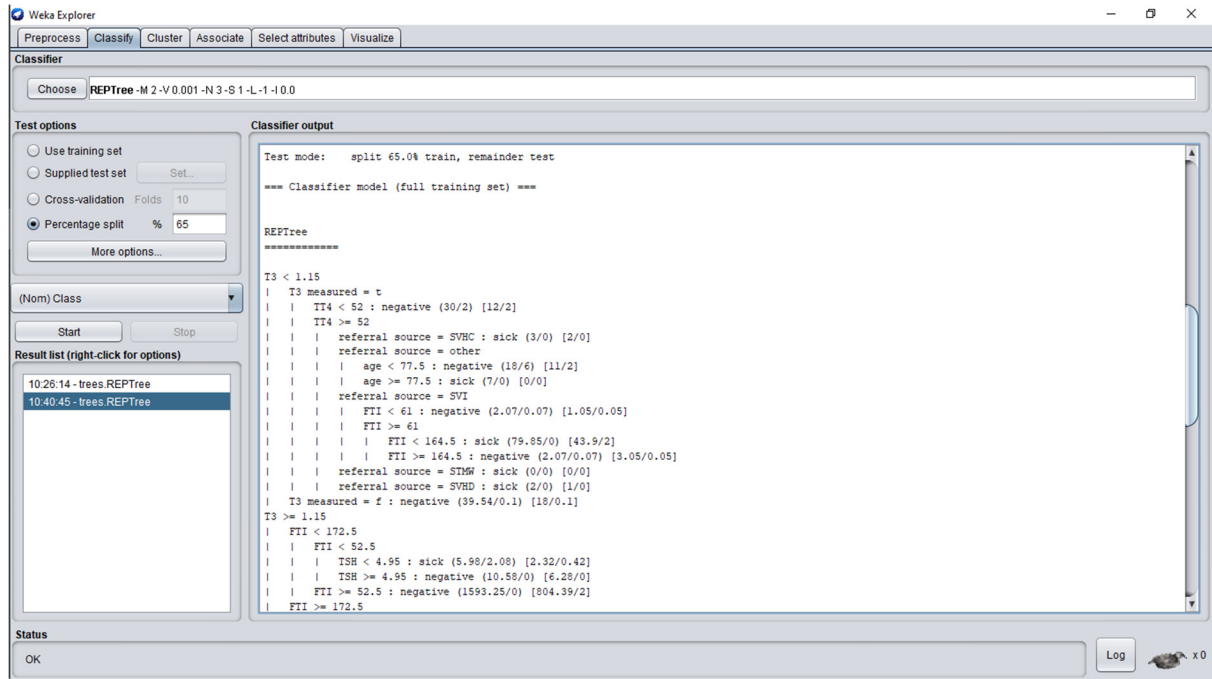 Weka Explorer
Preprocess Classify Cluster Associate Select attributes Visualize
Classifier
Choose REPTree -M 2 -V 0.001 -N 3 -S 1 -L -1 -I 0.0
Test options
Use training set
Supplied test set Set...
Cross-validation Folds 10
Percentage split % 65
More options...
(Nom) Class
Start Stop
Result list (right-click for options)
10:26:14 - trees.REPTree
10:40:45 - trees.REPTree
Classifier output
Test mode: split 65.0% train, remainder test
=== Classifier model (full training set) ===
REPTree
============
T3 < 1.15
| T3 measured = t
| | TT4 < 52 : negative (30/2) [12/2]
| | TT4 >= 52
| | | referral source = SVHC : sick (3/0) [2/0]
| | | referral source = other
| | | | age < 77.5 : negative (18/6) [11/2]
| | | | age >= 77.5 : sick (7/0) [0/0]
| | | referral source = SVI
| | | | FTI < 61 : negative (2.07/0.07) [1.05/0.05]
| | | | FTI >= 61
| | | | | FTI < 164.5 : sick (79.85/0) [43.9/2]
| | | | | FTI >= 164.5 : negative (2.07/0.07) [3.05/0.05]
| | | referral source = STMW : sick (0/0) [0/0]
| | | referral source = SVHD : sick (2/0) [1/0]
| T3 measured = f : negative (39.54/0.1) [18/0.1]
T3 >= 1.15
| FTI < 172.5
| | FTI < 52.5
| | | TSH < 4.95 : sick (5.98/2.08) [2.32/0.42]
| | | TSH >= 4.95 : negative (10.58/0) [6.28/0]
| | FTI >= 52.5 : negative (1593.25/0) [804.39/2]
| FTI >= 172.5
Status
OK
Log
x 0